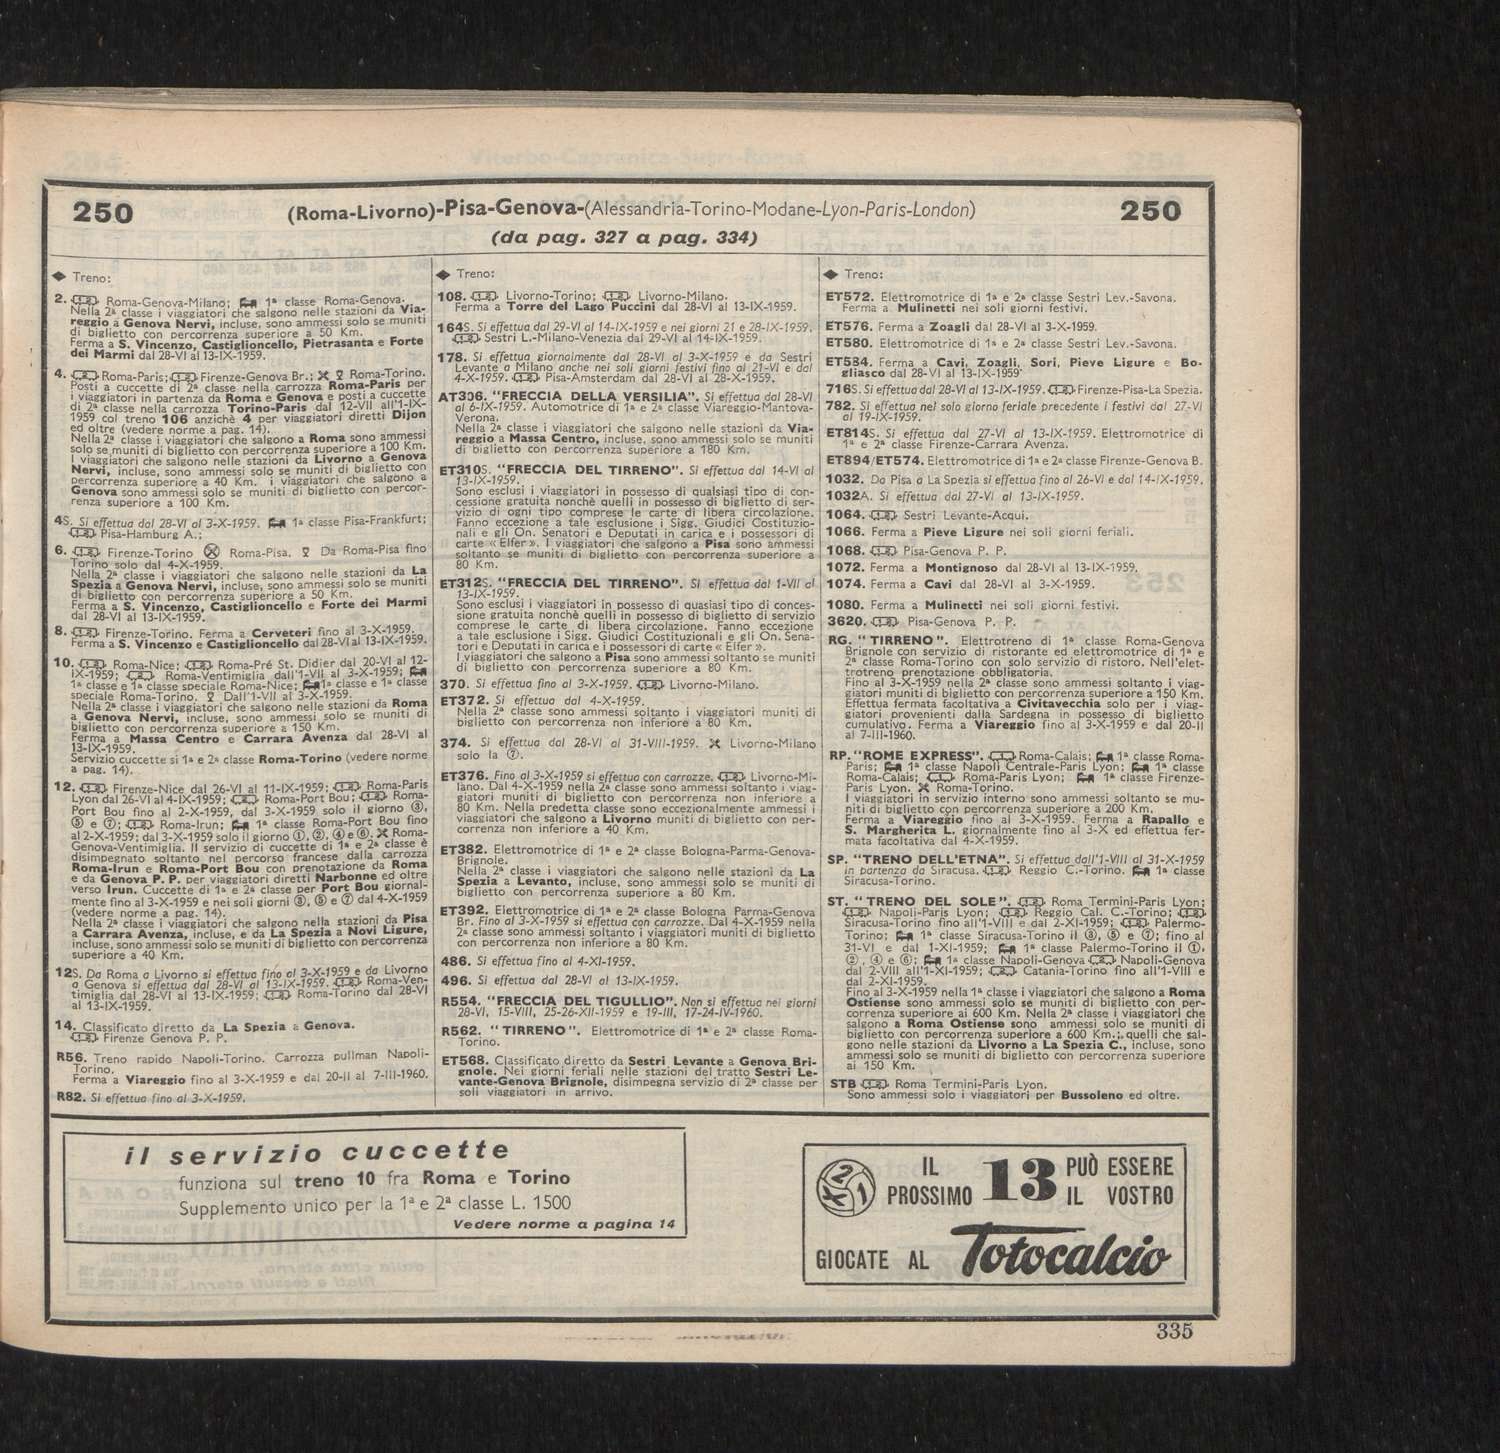 250
(Roma-Livorno)-Pisa-Genova-(Alessandria-Torino-Modane-Lyon-Paris-London)
250
(da pag. 327 a pag. 334)
◆ Treno:
2. Roma-Genova-Milano; 1ª classe Roma-Genova.
Nella 2ª classe i viaggiatori che salgono nelle stazioni da Via-
reggio a Genova Nervi, incluse, sono ammessi solo se muniti
di biglietto con percorrenza superiore a 50 Km.
Ferma a S. Vincenzo, Castiglioncello, Pietrasanta e Forte
dei Marmi dal 28-VI al 13-IX-1959.
4. Roma-Paris; Firenze-Genova Br.; Roma-Torino.
Posti a cuccette di 2ª classe nella carrozza Roma-Paris per
i viaggiatori in partenza da Roma e Genova e posti a cuccette
di 2ª classe nella carrozza Torino-Paris dal 12-VII all'1-IX-
1959 col treno 106 anzichè 4 per viaggiatori diretti Dijon
ed oltre (vedere norme a pag. 14).
Nella 2ª classe i viaggiatori che salgono a Roma sono ammessi
solo se muniti di biglietto con percorrenza superiore a 100 Km.
I viaggiatori che salgono nelle stazioni da Livorno a Genova
Nervi, incluse, sono ammessi solo se muniti di biglietto con
percorrenza superiore a 40 Km. i viaggiatori che salgono a
Genova sono ammessi solo se muniti di biglietto con percor-
renza superiore a 100 Km.
4S. Si effettua dal 28-VI al 3-X-1959. 1ª classe Pisa-Frankfurt;
Pisa-Hamburg A.;
6. Firenze-Torino Roma-Pisa. Da Roma-Pisa fino
Torino solo dal 4-X-1959.
Nella 2ª classe i viaggiatori che salgono nelle stazioni da La
Spezia a Genova Nervi, incluse, sono ammessi solo se muniti
di biglietto con percorrenza superiore a 50 Km.
Ferma a S. Vincenzo, Castiglioncello e Forte dei Marmi
dal 28-VI al 13-IX-1959.
8. Firenze-Torino. Ferma a Cerveteri fino al 3-X-1959.
Ferma a S. Vincenzo e Castiglioncello dal 28-VI al 13-IX-1959.
10. Roma-Nice; Roma-Pré St. Didier dal 20-VI al 12-
IX-1959; Roma-Ventimiglia dall'1-VII al 3-X-1959;
1ª classe e 1ª classe speciale Roma-Nice; 1ª classe e 1ª classe
speciale Roma-Torino. Dall'1-VII al 3-X-1959.
Nella 2ª classe i viaggiatori che salgono nelle stazioni da Roma
a Genova Nervi, incluse, sono ammessi solo se muniti di
biglietto con percorrenza superiore a 150 Km.
Ferma a Massa Centro e Carrara Avenza dal 28-VI al
13-IX-1959.
Servizio cuccette si 1ª e 2ª classe Roma-Torino (vedere norme
a pag. 14).
12. Firenze-Nice dal 26-VI al 11-IX-1959; Roma-Paris
Lyon dal 26-VI al 4-IX-1959; Roma-Port Bou; Roma-
Port Bou fino al 2-X-1959, dal 3-X-1959 solo il giorno ③,
⑤ e ⑦; Roma-Irun; 1ª classe Roma-Port Bou fino
al 2-X-1959; dal 3-X-1959 solo il giorno ①, ②, ④ e ⑥. Roma-
Genova-Ventimiglia. Il servizio di cuccette di 1ª e 2ª classe è
disimpegnato soltanto nel percorso francese dalla carrozza
Roma-Irun e Roma-Port Bou con prenotazione da Roma
e da Genova P. P. per viaggiatori diretti Narbonne ed oltre
verso Irun. Cuccette di 1ª e 2ª classe per Port Bou giornal-
mente fino al 3-X-1959 e nei soli giorni ③, ⑤ e ⑦ dal 4-X-1959
(vedere norme a pag. 14).
Nella 2ª classe i viaggiatori che salgono nella stazioni da Pisa
a Carrara Avenza, incluse, e da La Spezia a Novi Ligure,
incluse, sono ammessi solo se muniti di biglietto con percorrenza
superiore a 40 Km.
12S. Da Roma a Livorno si effettua fino al 3-X-1959 e da Livorno
a Genova si effettua dal 28-VI al 13-IX-1959. Roma-Ven-
timiglia dal 28-VI al 13-IX-1959; Roma-Torino dal 28-VI
al 13-IX-1959.
14. Classificato diretto da La Spezia a Genova.
Firenze Genova P. P.
R56. Treno rapido Napoli-Torino. Carrozza pullman Napoli-
Torino.
Ferma a Viareggio fino al 3-X-1959 e dal 20-II al 7-III-1960.
R82. Si effettua fino al 3-X-1959.
◆ Treno:
108. Livorno-Torino; Livorno-Milano.
Ferma a Torre del Lago Puccini dal 28-VI al 13-IX-1959.
164S. Si effettua dal 29-VI al 14-IX-1959 e nei giorni 21 e 28-IX-1959.
Sestri L.-Milano-Venezia dal 29-VI al 14-IX-1959.
178. Si effettua giornalmente dal 28-VI al 3-X-1959 e da Sestri
Levante a Milano anche nei soli giorni festivi fino al 21-VI e dal
4-X-1959. Pisa-Amsterdam dal 28-VI al 28-X-1959.
AT306. "FRECCIA DELLA VERSILIA". Si effettua dal 28-VI
al 6-IX-1959. Automotrice di 1ª e 2ª classe Viareggio-Mantova-
Verona.
Nella 2ª classe i viaggiatori che salgono nelle stazioni da Via-
reggio a Massa Centro, incluse, sono ammessi solo se muniti
di biglietto con percorrenza superiore a 180 Km.
ET310S. "FRECCIA DEL TIRRENO". Si effettua dal 14-VI al
13-IX-1959.
Sono esclusi i viaggiatori in possesso di qualsiasi tipo di con-
cessione gratuita nonchè quelli in possesso di biglietto di ser-
vizio di ogni tipo comprese le carte di libera circolazione.
Fanno eccezione a tale esclusione i Sigg. Giudici Costituzio-
nali e gli On. Senatori e Deputati in carica e i possessori di
carte « Elfer ». I viaggiatori che salgono a Pisa sono ammessi
soltanto se muniti di biglietto con percorrenza superiore a
80 Km.
ET312S. "FRECCIA DEL TIRRENO". Si effettua dal 1-VII al
13-IX-1959.
Sono esclusi i viaggiatori in possesso di quasiasi tipo di conces-
sione gratuita nonchè quelli in possesso di biglietto di servizio
comprese le carte di libera circolazione. Fanno eccezione
a tale esclusione i Sigg. Giudici Costituzionali e gli On. Sena-
tori e Deputati in carica e i possessori di carte « Elfer ».
I viaggiatori che salgono a Pisa sono ammessi soltanto se muniti
di biglietto con percorrenza superiore a 80 Km.
370. Si effettua fino al 3-X-1959. Livorno-Milano.
ET372. Si effettua dal 4-X-1959.
Nella 2ª classe sono ammessi soltanto i viaggiatori muniti di
biglietto con percorrenza non inferiore a 80 Km.
374. Si effettua dal 28-VI al 31-VIII-1959. Livorno-Milano
solo la ⑦.
ET376. Fino al 3-X-1959 si effettua con carrozze. Livorno-Mi-
lano. Dal 4-X-1959 nella 2ª classe sono ammessi soltanto i viag-
giatori muniti di biglietto con percorrenza non inferiore a
80 Km. Nella predetta classe sono eccezionalmente ammessi i
viaggiatori che salgono a Livorno muniti di biglietto con per-
correnza non inferiore a 40 Km.
ET382. Elettromotrice di 1ª e 2ª classe Bologna-Parma-Genova-
Brignole.
Nella 2ª classe i viaggiatori che salgono nelle stazioni da La
Spezia a Levanto, incluse, sono ammessi solo se muniti di
biglietto con percorrenza superiore a 80 Km.
ET392. Elettromotrice di 1ª e 2ª classe Bologna Parma-Genova
Br. Fino al 3-X-1959 si effettua con carrozze. Dal 4-X-1959 nella
2ª classe sono ammessi soltanto i viaggiatori muniti di biglietto
con percorrenza non inferiore a 80 Km.
486. Si effettua fino al 4-XI-1959.
496. Si effettua dal 28-VI al 13-IX-1959.
R554. "FRECCIA DEL TIGULLIO". Non si effettua nei giorni
28-VI, 15-VIII, 25-26-XII-1959 e 19-III, 17-24-IV-1960.
R562. "TIRRENO". Elettromotrice di 1ª e 2ª classe Roma-
Torino.
ET568. Classificato diretto da Sestri Levante a Genova Bri-
gnole. Nei giorni feriali nelle stazioni del tratto Sestri Le-
vante-Genova Brignole, disimpegna servizio di 2ª classe per
soli viaggiatori in arrivo.
◆ Treno:
ET572. Elettromotrice di 1ª e 2ª classe Sestri Lev.-Savona.
Ferma a Mulinetti nei soli giorni festivi.
ET576. Ferma a Zoagli dal 28-VI al 3-X-1959.
ET580. Elettromotrice di 1ª e 2ª classe Sestri Lev.-Savona.
ET584. Ferma a Cavi, Zoagli, Sori, Pieve Ligure e Bo-
gliasco dal 28-VI al 13-IX-1959
716S. Si effettua dal 28-VI al 13-IX-1959. Firenze-Pisa-La Spezia.
782. Si effettua nel solo giorno feriale precedente i festivi dal 27-VI
al 19-IX-1959.
ET814S. Si effettua dal 27-VI al 13-IX-1959. Elettromotrice di
1ª e 2ª classe Firenze-Carrara Avenza.
ET894/ET574. Elettromotrice di 1ª e 2ª classe Firenze-Genova B.
1032. Da Pisa a La Spezia si effettua fino al 26-VI e dal 14-IX-1959.
1032A. Si effettua dal 27-VI al 13-IX-1959.
1064. Sestri Levante-Acqui.
1066. Ferma a Pieve Ligure nei soli giorni feriali.
1068. Pisa-Genova P. P.
1072. Ferma a Montignoso dal 28-VI al 13-IX-1959.
1074. Ferma a Cavi dal 28-VI al 3-X-1959.
1080. Ferma a Mulinetti nei soli giorni festivi.
3620. Pisa-Genova P. P.
RG. "TIRRENO". Elettrotreno di 1ª classe Roma-Genova
Brignole con servizio di ristorante ed elettromotrice di 1ª e
2ª classe Roma-Torino con solo servizio di ristoro. Nell'elet-
trotreno prenotazione obbligatoria.
Fino al 3-X-1959 nella 2ª classe sono ammessi soltanto i viag-
giatori muniti di biglietto con percorrenza superiore a 150 Km.
Effettua fermata facoltativa a Civitavecchia solo per i viag-
giatori provenienti dalla Sardegna in possesso di biglietto
cumulativo. Ferma a Viareggio fino al 3-X-1959 e dal 20-II
al 7-III-1960.
RP. "ROME EXPRESS". Roma-Calais; 1ª classe Roma-
Paris; 1ª classe Napoli Centrale-Paris Lyon; 1ª classe
Roma-Calais; Roma-Paris Lyon; 1ª classe Firenze-
Paris Lyon. Roma-Torino.
I viaggiatori in servizio interno sono ammessi soltanto se mu-
niti di biglietto con percorrenza superiore a 200 Km.
Ferma a Viareggio fino al 3-X-1959. Ferma a Rapallo e
S. Margherita L. giornalmente fino al 3-X ed effettua fer-
mata facoltativa dal 4-X-1959.
SP. "TRENO DELL'ETNA". Si effettua dall'1-VIII al 31-X-1959
in partenza da Siracusa. Reggio C.-Torino. 1ª classe
Siracusa-Torino.
ST. "TRENO DEL SOLE". Roma Termini-Paris Lyon;
Napoli-Paris Lyon; Reggio Cal. C.-Torino;
Siracusa-Torino fino all'1-VIII e dal 2-XI-1959; Palermo-
Torino; 1ª classe Siracusa-Torino il ③, ⑤ e ⑦; fino al
31-VI e dal 1-XI-1959; 1ª classe Palermo-Torino il ①,
②, ④ e ⑥; 1ª classe Napoli-Genova Napoli-Genova
dal 2-VIII all'1-XI-1959; Catania-Torino fino all'1-VIII e
dal 2-XI-1959.
Fino al 3-X-1959 nella 1ª classe i viaggiatori che salgono a Roma
Ostiense sono ammessi solo se muniti di biglietto con per-
correnza superiore ai 600 Km. Nella 2ª classe i viaggiatori che
salgono a Roma Ostiense sono ammessi solo se muniti di
biglietto con percorrenza superiore a 600 Km.; quelli che sal-
gono nelle stazioni da Livorno a La Spezia C., incluse, sono
ammessi solo se muniti di biglietto con percorrenza superiore
ai 150 Km.
STB Roma Termini-Paris Lyon.
Sono ammessi solo i viaggiatori per Bussoleno ed oltre.
il servizio cuccette
funziona sul treno 10 fra Roma e Torino
Supplemento unico per la 1ª e 2ª classe L. 1500
Vedere norme a pagina 14
IL PROSSIMO 13 PUÒ ESSERE IL VOSTRO
GIOCATE AL Totocalcio
335